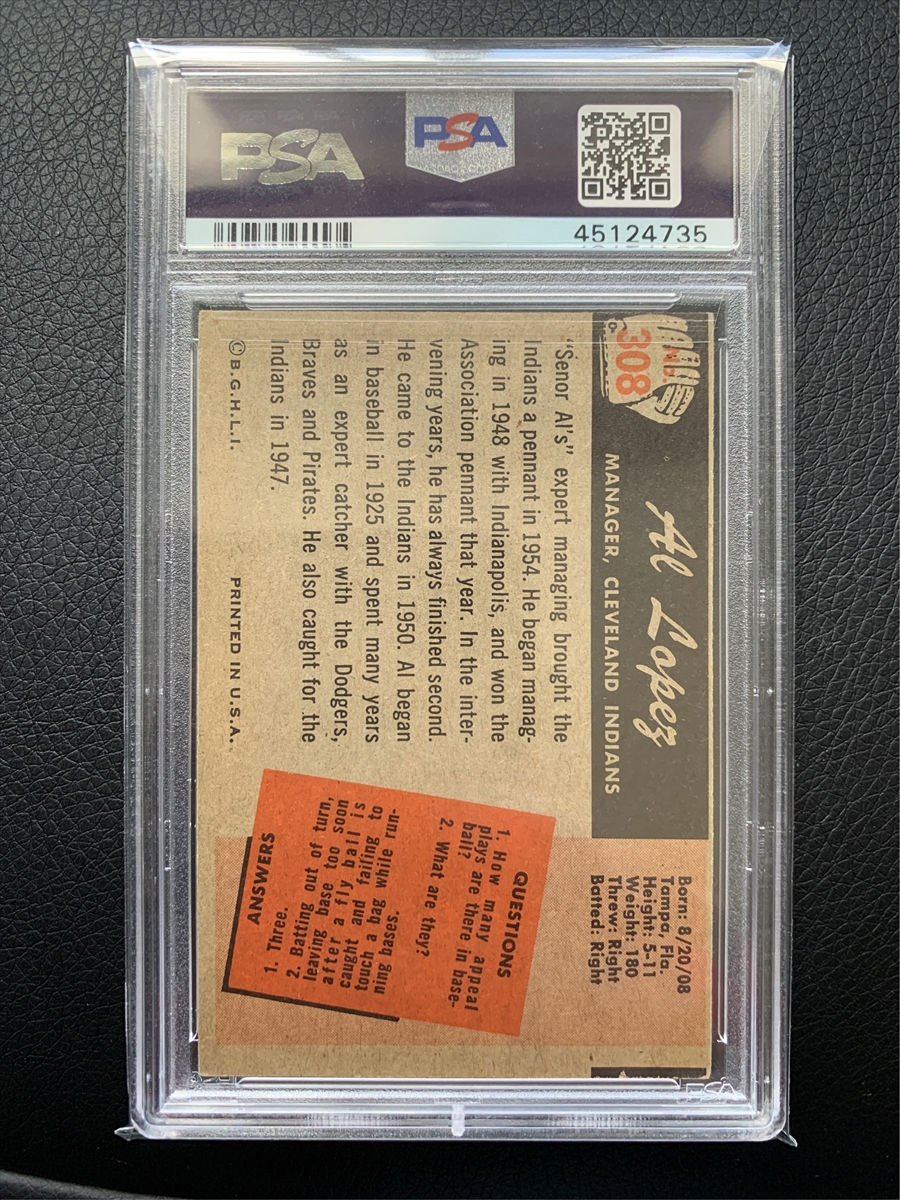 PSA
PSA
45124735
No.
308
Al Lopez
MANAGER, CLEVELAND INDIANS
Born: 8/20/08
Tampa, Fla.
Height: 5-11
Weight: 180
Threw: Right
Batted: Right
"Senor Al's" expert managing brought the
Indians a pennant in 1954. He began manag-
ing in 1948 with Indianapolis, and won the
Association pennant that year. In the inter-
vening years, he has always finished second.
He came to the Indians in 1950. Al began
in baseball in 1925 and spent many years
as an expert catcher with the Dodgers,
Braves and Pirates. He also caught for the
Indians in 1947.
© B.G.H.L.I.
PRINTED IN U.S.A.
QUESTIONS
1. How many appeal
plays are there in base-
ball?
2. What are they?
ANSWERS
1. Three.
2. Batting out of turn,
leaving base too soon
after a fly ball is
caught and failing to
touch a bag while run-
ning bases.
PSA